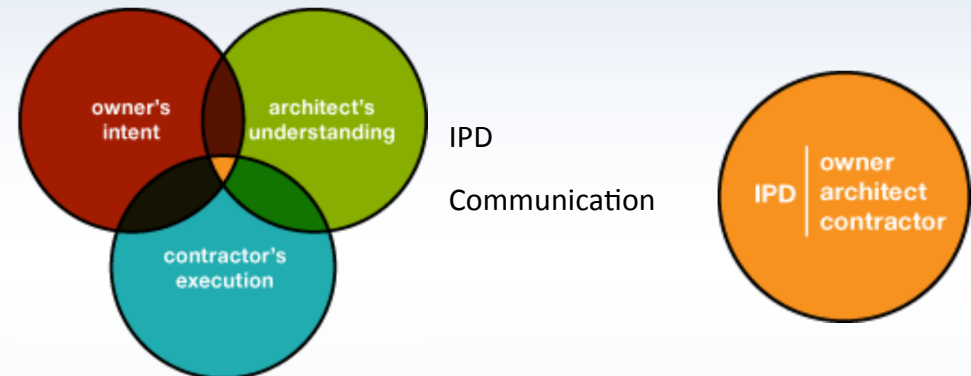 owner's
intent
architect's
understanding
contractor's
execution
IPD
Communication
IPD
owner
architect
contractor